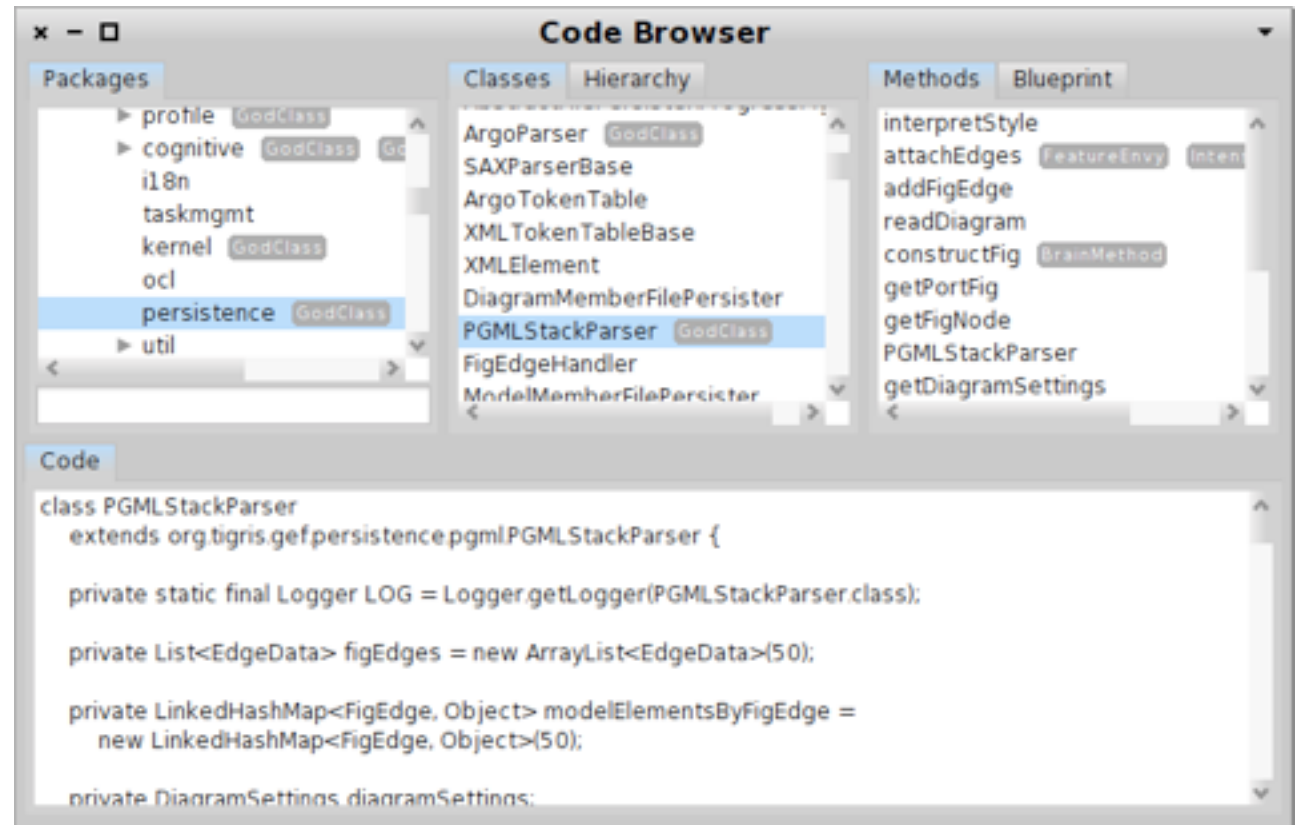 Code Browser
Packages
profile GodClass
cognitive GodClass
i18n
taskmgmt
kernel GodClass
ocl
persistence GodClass
util
Classes Hierarchy
ArgoParser GodClass
SAXParserBase
ArgoTokenTable
XMLTokenTableBase
XMLElement
DiagramMemberFilePersister
PGMLStackParser GodClass
FigEdgeHandler
ModelMemberFilePersister
Methods Blueprint
interpretStyle
attachEdges FeatureEnvy Intens
addFigEdge
readDiagram
constructFig BrainMethod
getPortFig
getFigNode
PGMLStackParser
getDiagramSettings
Code
class PGMLStackParser
extends org.tigris.gef.persistence.pgml.PGMLStackParser {
private static final Logger LOG = Logger.getLogger(PGMLStackParser.class);
private List<EdgeData> figEdges = new ArrayList<EdgeData>(50);
private LinkedHashMap<FigEdge, Object> modelElementsByFigEdge =
new LinkedHashMap<FigEdge, Object>(50);
private DiagramSettings diagramSettings;